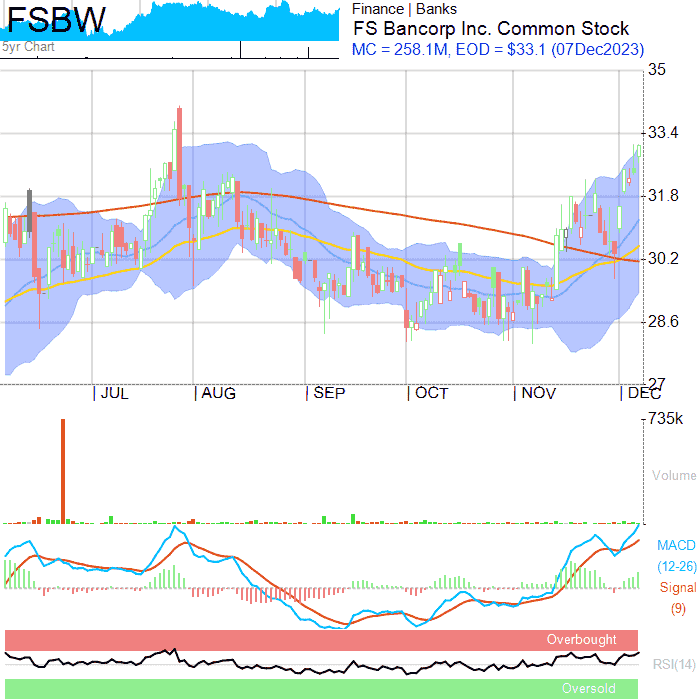 FSBW
5yr Chart
Finance | Banks
FS Bancorp Inc. Common Stock
MC = 258.1M, EOD = $33.1 (07Dec2023)
35
33.4
31.8
30.2
28.6
27
JUL AUG SEP OCT NOV DEC
735k
Volume
MACD
(12-26)
Signal
(9)
Overbought
RSI(14)
Oversold